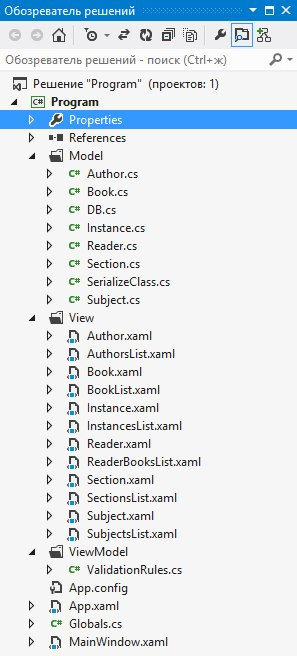 Обозреватель решений
Обозреватель решений - поиск (Ctrl+ж)
Решение "Program" (проектов: 1)
C# Program
Properties
References
Model
C# Author.cs
C# Book.cs
C# DB.cs
C# Instance.cs
C# Reader.cs
C# Section.cs
C# SerializeClass.cs
C# Subject.cs
View
Author.xaml
AuthorsList.xaml
Book.xaml
BookList.xaml
Instance.xaml
InstancesList.xaml
Reader.xaml
ReaderBooksList.xaml
Section.xaml
SectionsList.xaml
Subject.xaml
SubjectsList.xaml
ViewModel
C# ValidationRules.cs
App.config
App.xaml
C# Globals.cs
MainWindow.xaml